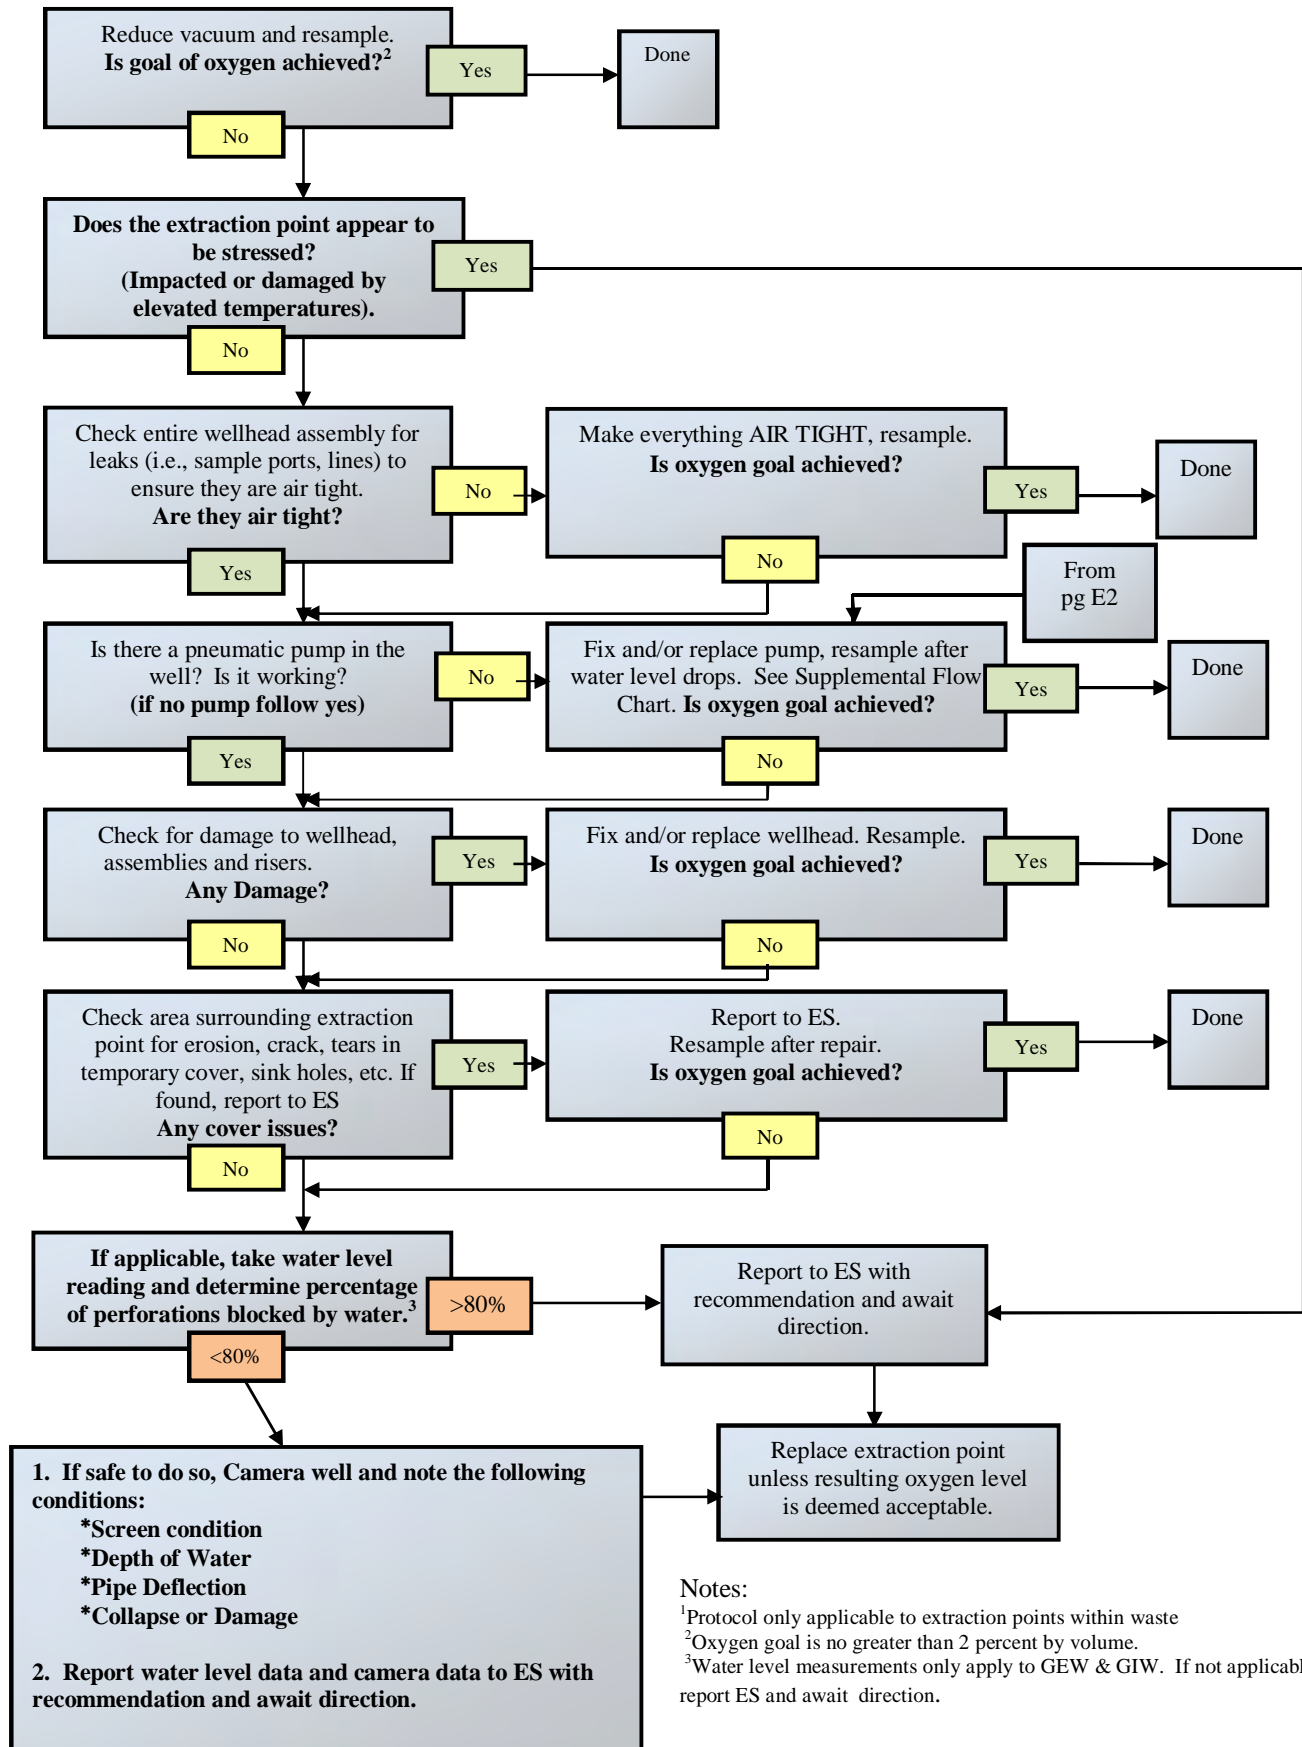 Reduce vacuum and resample.
Is goal of oxygen achieved?2
Yes
Done
No
Does the extraction point appear to
be stressed?
(Impacted or damaged by
elevated temperatures).
Yes
No
Check entire wellhead assembly for
leaks (i.e., sample ports, lines) to
ensure they are air tight.
Are they air tight?
No
Make everything AIR TIGHT, resample.
Is oxygen goal achieved?
Yes
Done
Yes
No
From
pg E2
Is there a pneumatic pump in the
well? Is it working?
(if no pump follow yes)
No
Fix and/or replace pump, resample after
water level drops. See Supplemental Flow
Chart. Is oxygen goal achieved?
Yes
Done
Yes
No
Check for damage to wellhead,
assemblies and risers.
Any Damage?
Yes
Fix and/or replace wellhead. Resample.
Is oxygen goal achieved?
Yes
Done
No
No
Check area surrounding extraction
point for erosion, crack, tears in
temporary cover, sink holes, etc. If
found, report to ES
Any cover issues?
Yes
Report to ES.
Resample after repair.
Is oxygen goal achieved?
Yes
Done
No
No
If applicable, take water level
reading and determine percentage
of perforations blocked by water.3
>80%
Report to ES with
recommendation and await
direction.
<80%
1. If safe to do so, Camera well and note the following
conditions:
*Screen condition
*Depth of Water
*Pipe Deflection
*Collapse or Damage
2. Report water level data and camera data to ES with
recommendation and await direction.
Replace extraction point
unless resulting oxygen level
is deemed acceptable.
Notes:
1Protocol only applicable to extraction points within waste
2Oxygen goal is no greater than 2 percent by volume.
3Water level measurements only apply to GEW & GIW. If not applicabl
report ES and await direction.